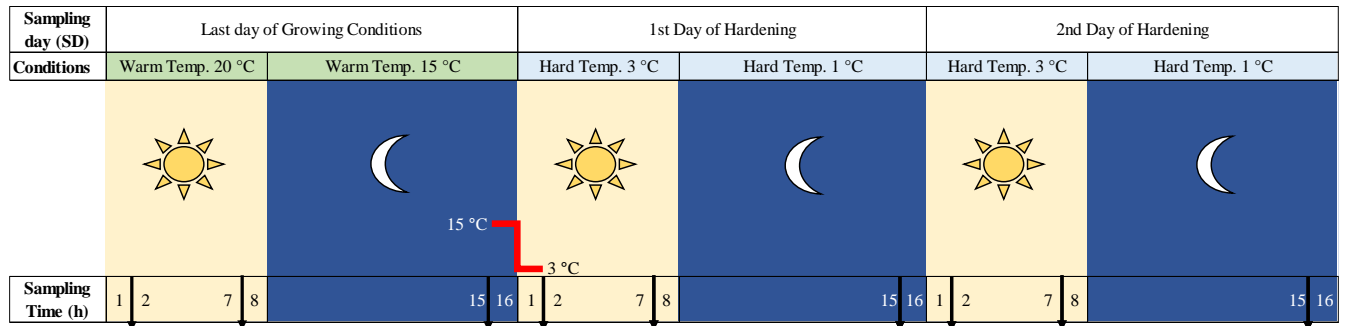 Sampling day (SD) Last day of Growing Conditions 1st Day of Hardening 2nd Day of Hardening
Conditions Warm Temp. 20 °C Warm Temp. 15 °C Hard Temp. 3 °C Hard Temp. 1 °C Hard Temp. 3 °C Hard Temp. 1 °C
15 °C
3 °C
Sampling Time (h) 1 2 7 8 15 16 1 2 7 8 15 16 1 2 7 8 15 16